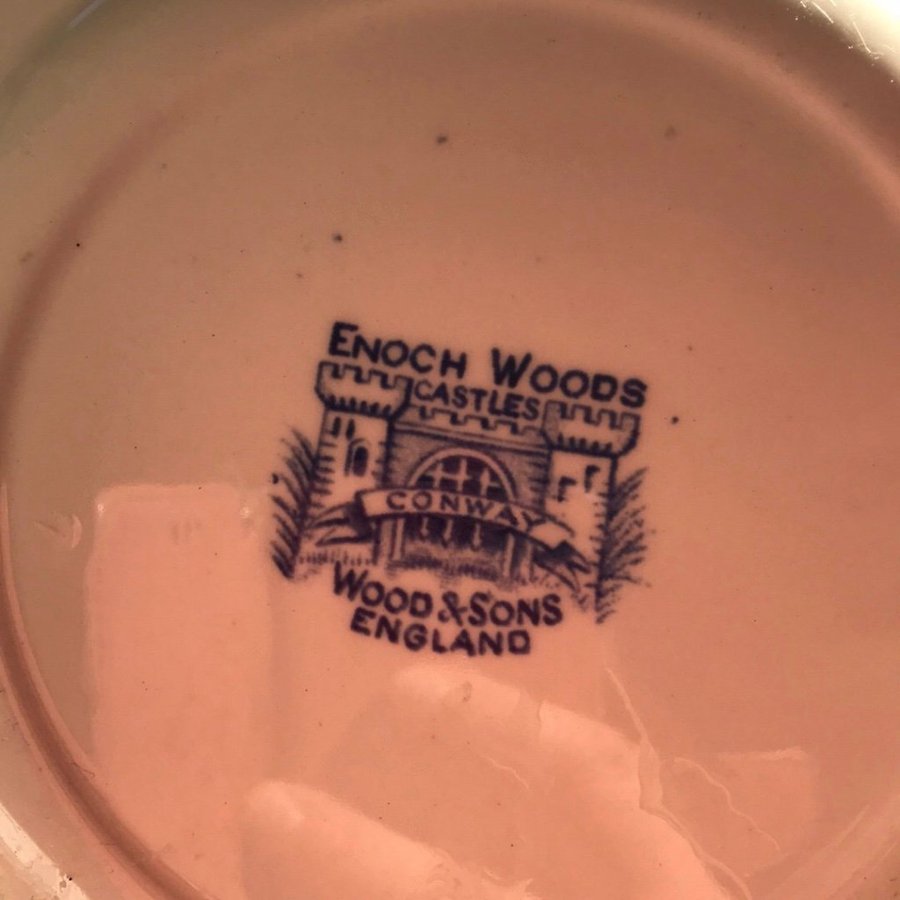 ENOCH WOODS
CASTLES
CONWAY
WOOD & SONS
ENGLAND